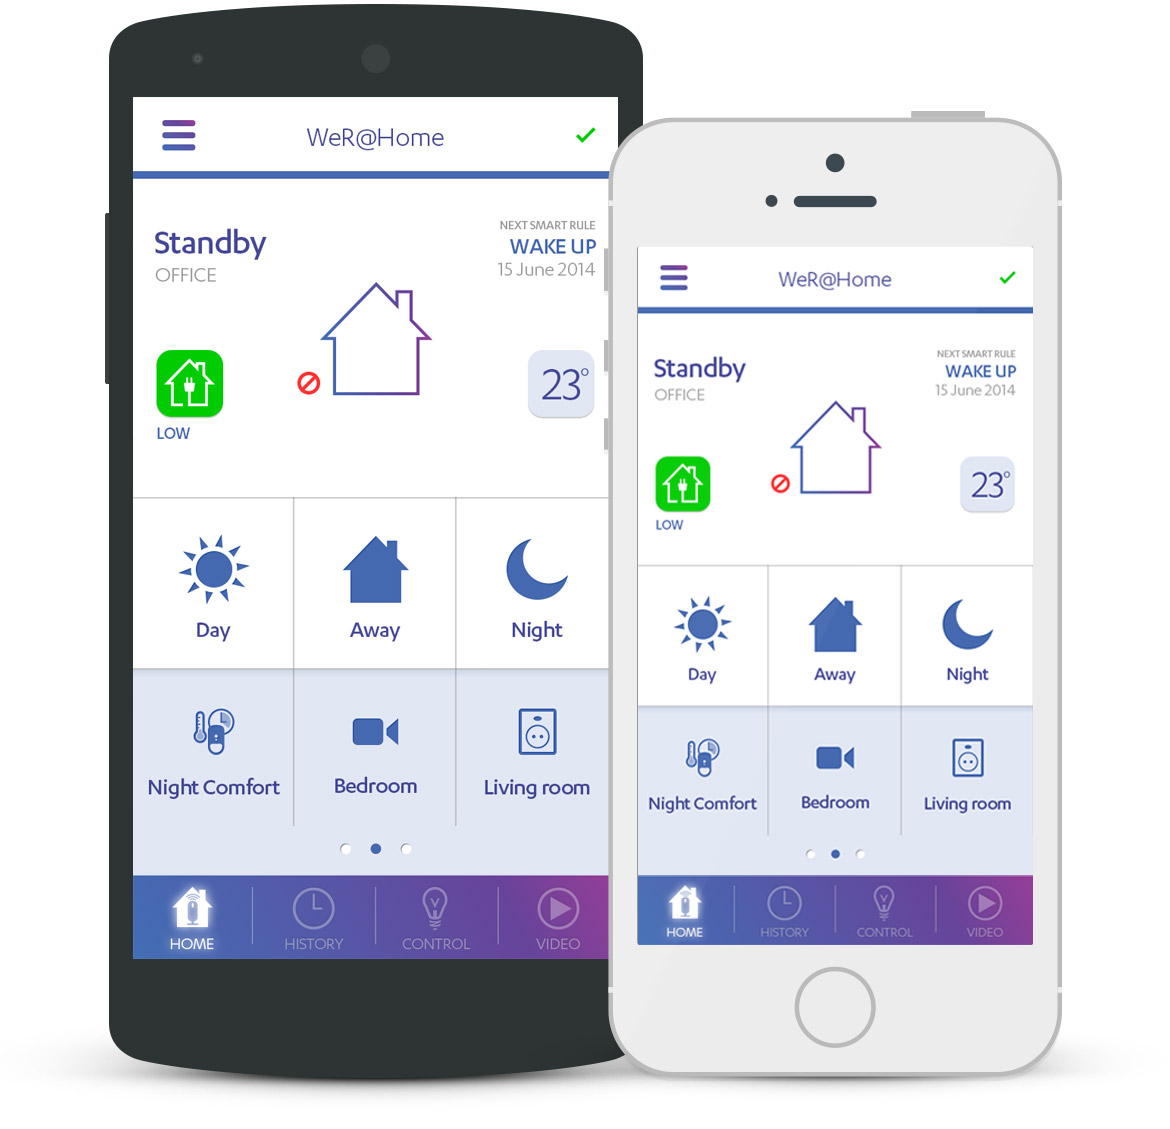 WeR@Home
Standby
OFFICE
NEXT SMART RULE
WAKE UP
15 June 2014
LOW
23°
Day
Away
Night
Night Comfort
Bedroom
Living room
HOME
HISTORY
CONTROL
VIDEO
WeR@Home
Standby
OFFICE
NEXT SMART RULE
WAKE UP
15 June 2014
LOW
23°
Day
Away
Night
Night Comfort
Bedroom
Living room
HOME
HISTORY
CONTROL
VIDEO